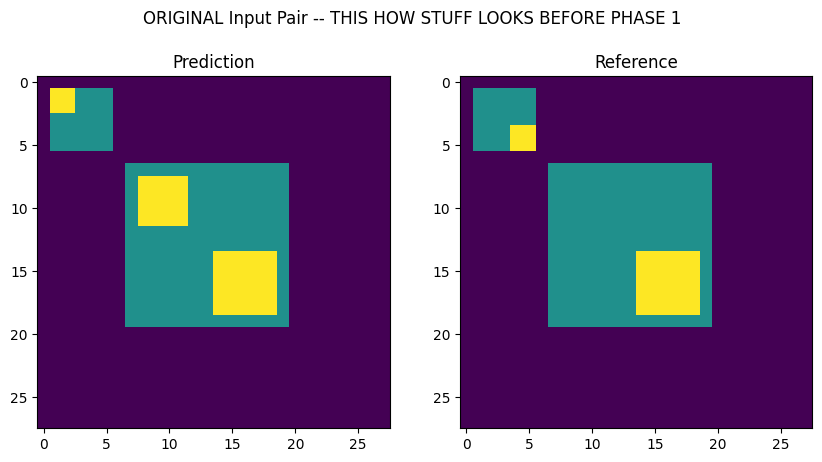 ORIGINAL Input Pair -- THIS HOW STUFF LOOKS BEFORE PHASE 1
Prediction
Reference
0
5
10
15
20
25
0 5 10 15 20 25
0
5
10
15
20
25
0 5 10 15 20 25